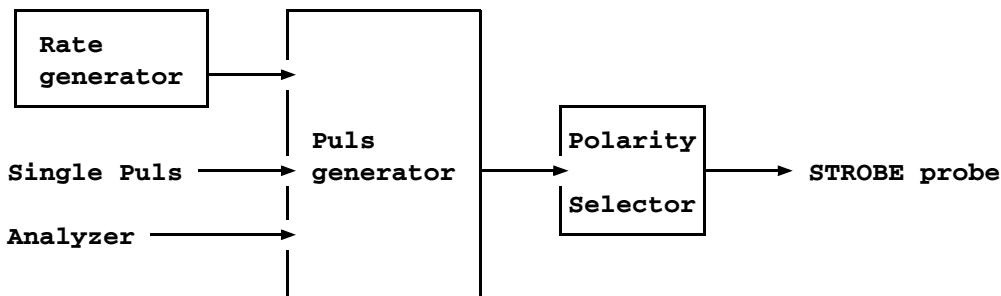 Rate
generator
Single Puls
Analyzer
Puls
generator
Polarity
Selector
STROBE probe